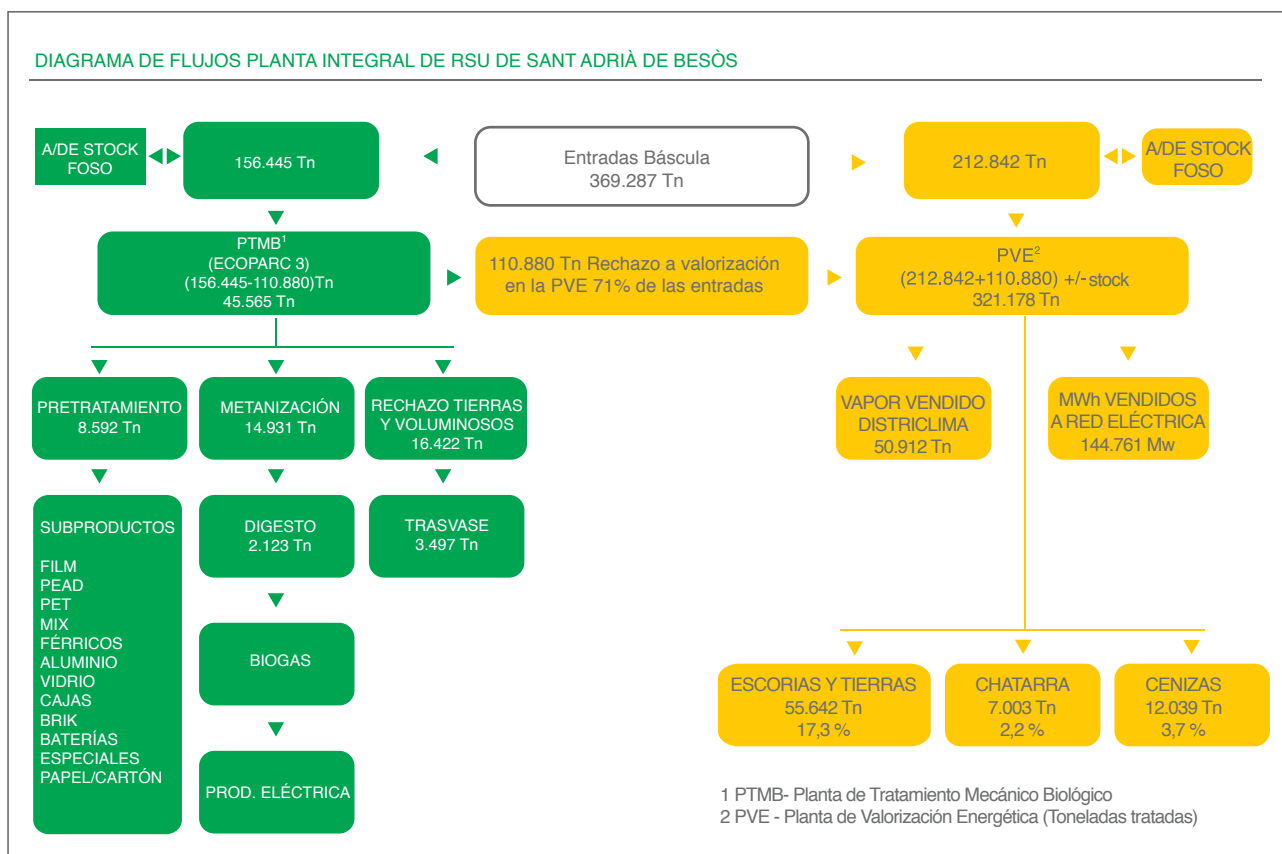 DIAGRAMA DE FLUJOS PLANTA INTEGRAL DE RSU DE SANT ADRIÀ DE BESÒS
A/DE STOCK
FOSO
156.445 Tn
Entradas Báscula
369.287 Tn
212.842 Tn
A/DE STOCK
FOSO
PTMB¹
(ECOPARC 3)
(156.445-110.880)Tn
45.565 Tn
110.880 Tn Rechazo a valorización
en la PVE 71% de las entradas
PVE²
(212.842+110.880) +/- stock
321.178 Tn
PRETRATAMIENTO
8.592 Tn
METANIZACIÓN
14.931 Tn
RECHAZO TIERRAS
Y VOLUMINOSOS
16.422 Tn
VAPOR VENDIDO
DISTRICLIMA
50.912 Tn
MWh VENDIDOS
A RED ELÉCTRICA
144.761 Mw
SUBPRODUCTOS
FILM
PEAD
PET
MIX
FÉRRICOS
ALUMINIO
VIDRIO
CAJAS
BRIK
BATERÍAS
ESPECIALES
PAPEL/CARTÓN
DIGESTO
2.123 Tn
TRASVASE
3.497 Tn
BIOGAS
PROD. ELÉCTRICA
ESCORIAS Y TIERRAS
55.642 Tn
17,3 %
CHATARRA
7.003 Tn
2,2 %
CENIZAS
12.039 Tn
3,7 %
1 PTMB- Planta de Tratamiento Mecánico Biológico
2 PVE - Planta de Valorización Energética (Toneladas tratadas)